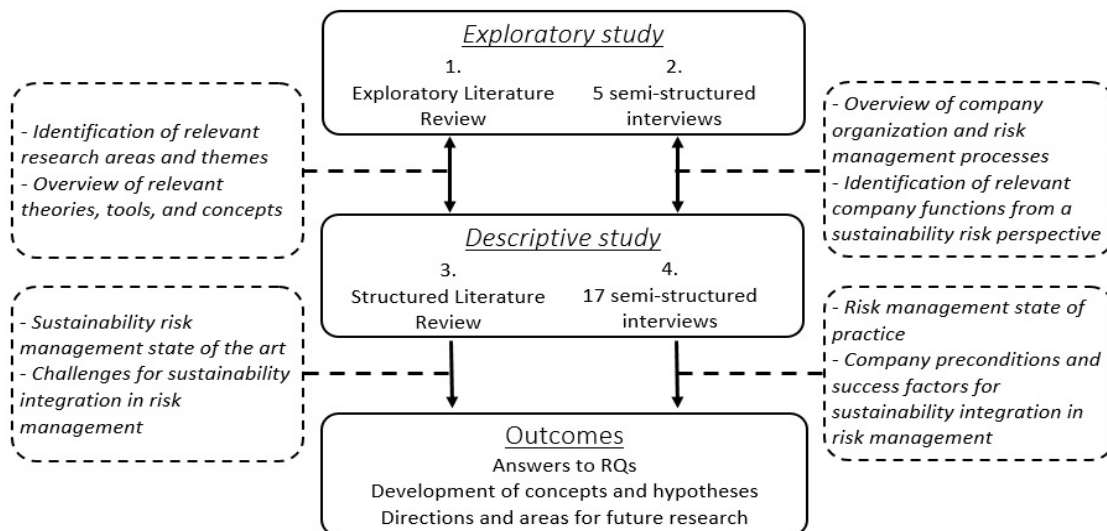 Exploratory study
1.
Exploratory Literature
Review
2.
5 semi-structured
interviews
- Identification of relevant
research areas and themes
- Overview of relevant
theories, tools, and concepts
- Overview of company
organization and risk
management processes
- Identification of relevant
company functions from a
sustainability risk perspective
Descriptive study
3.
Structured Literature
Review
4.
17 semi-structured
interviews
- Sustainability risk
management state of the art
- Challenges for sustainability
integration in risk
management
- Risk management state of
practice
- Company preconditions and
success factors for
sustainability integration in
risk management
Outcomes
Answers to RQs
Development of concepts and hypotheses
Directions and areas for future research